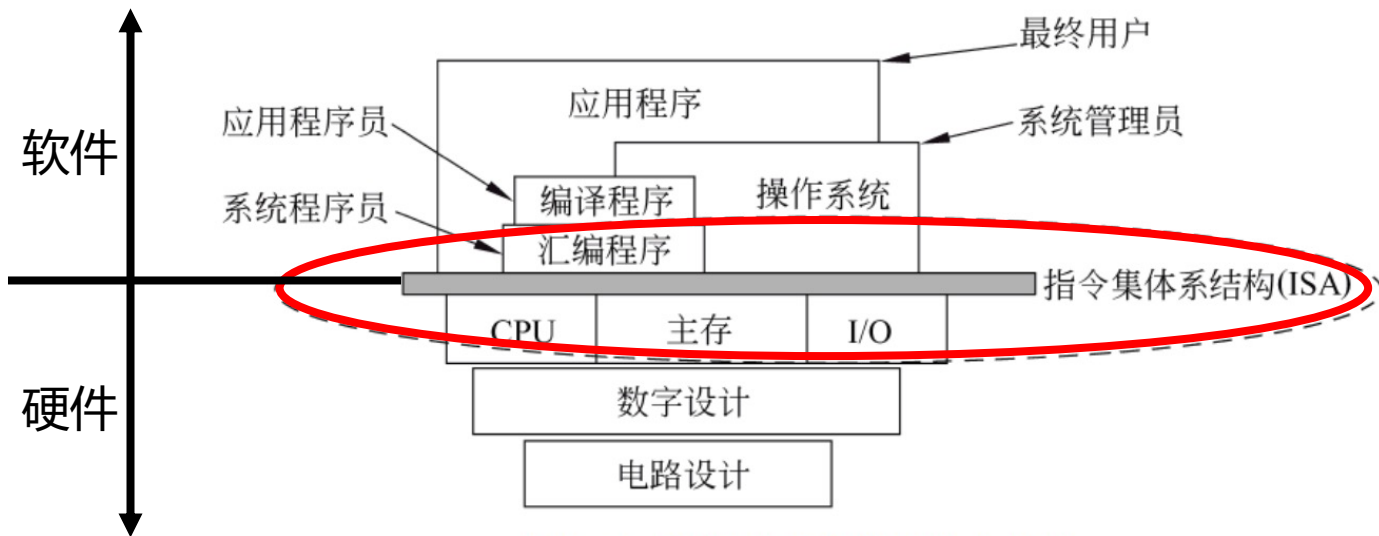 最终用户
应用程序
应用程序员
系统管理员
软件
编译程序
操作系统
系统程序员
汇编程序
指令集体系结构(ISA)
CPU
主存
I/O
硬件
数字设计
电路设计